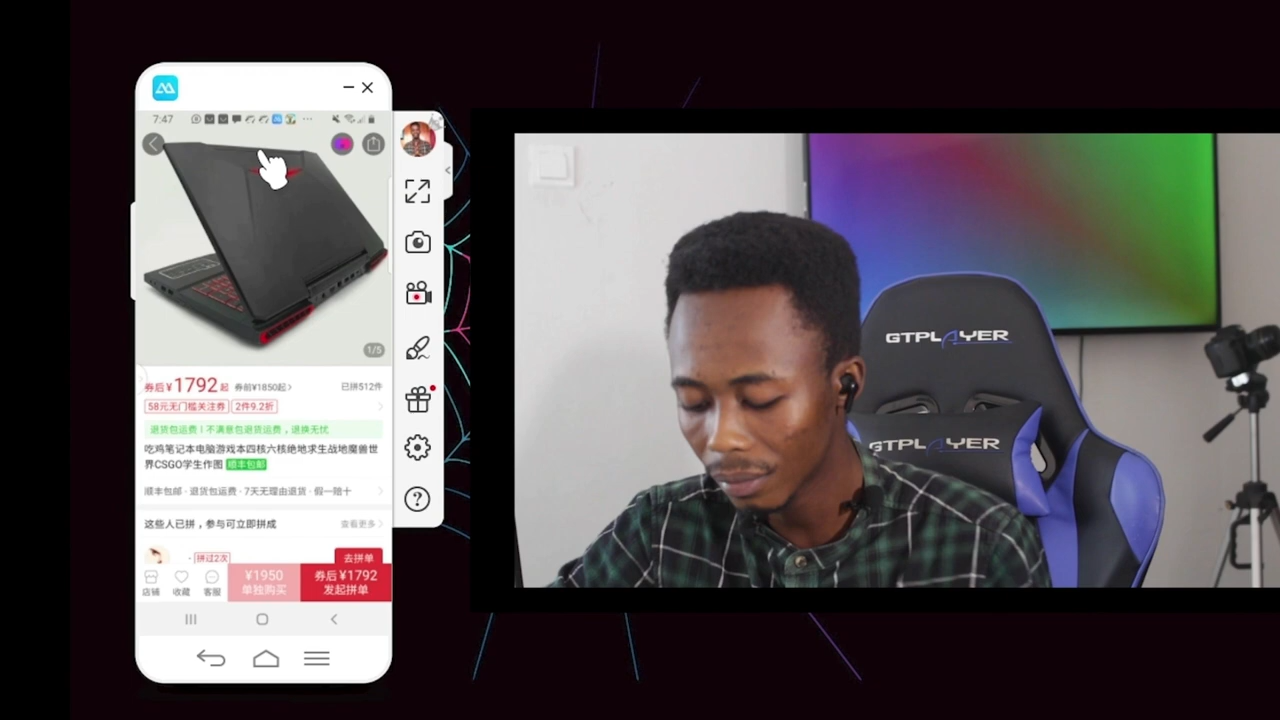 7:47
1/5
券后¥1792起 券前¥1850起>
已拼512件
58元无门槛关注券 2件9.2折
退货包运费！不满意包退货运费，退换无忧
吃鸡笔记本电脑游戏本四核六核绝地求生战地魔兽世
界CSGO学生作图 顺丰包邮
顺丰包邮 · 退货包运费 · 7天无理由退货 · 假一赔十
这些人已拼，参与可立即拼成
查看更多>
拼过2次
去拼单
店铺
收藏
客服
¥1950
单独购买
券后 ¥1792
发起拼单
GTPLAYER
GTPLAYER